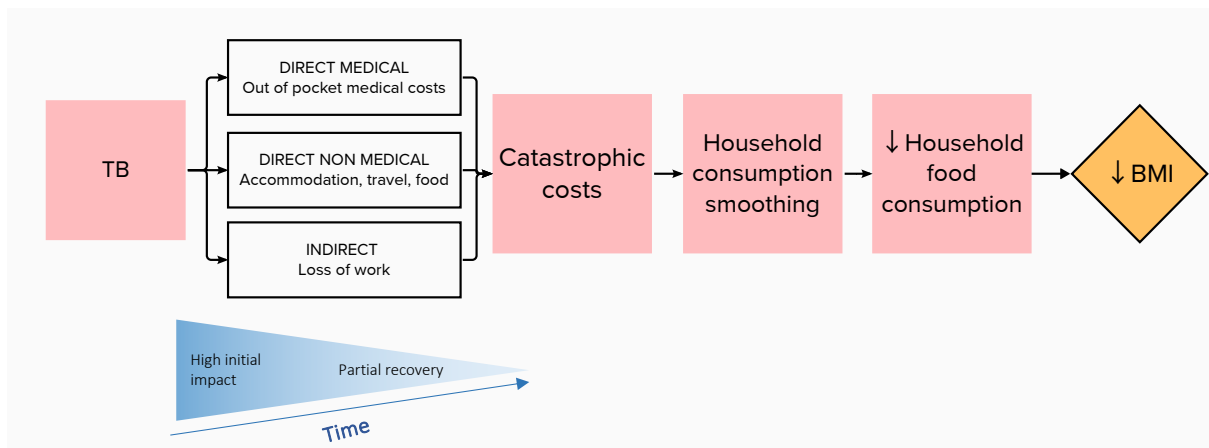 TB
DIRECT MEDICAL
Out of pocket medical costs
DIRECT NON MEDICAL
Accommodation, travel, food
INDIRECT
Loss of work
Catastrophic
costs
Household
consumption
smoothing
↓ Household
food
consumption
↓ BMI
High initial
impact
Partial recovery
Time